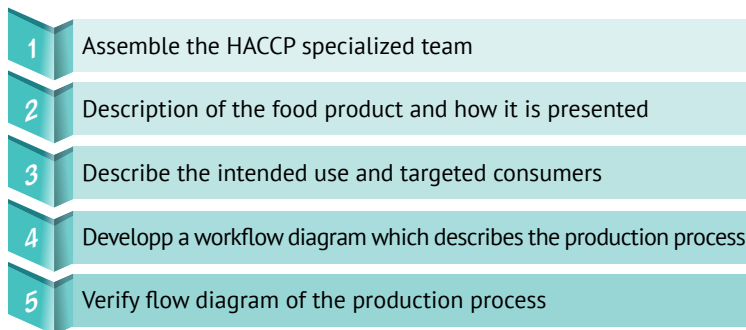 1 Assemble the HACCP specialized team
2 Description of the food product and how it is presented
3 Describe the intended use and targeted consumers
4 Developp a workflow diagram which describes the production process
5 Verify flow diagram of the production process